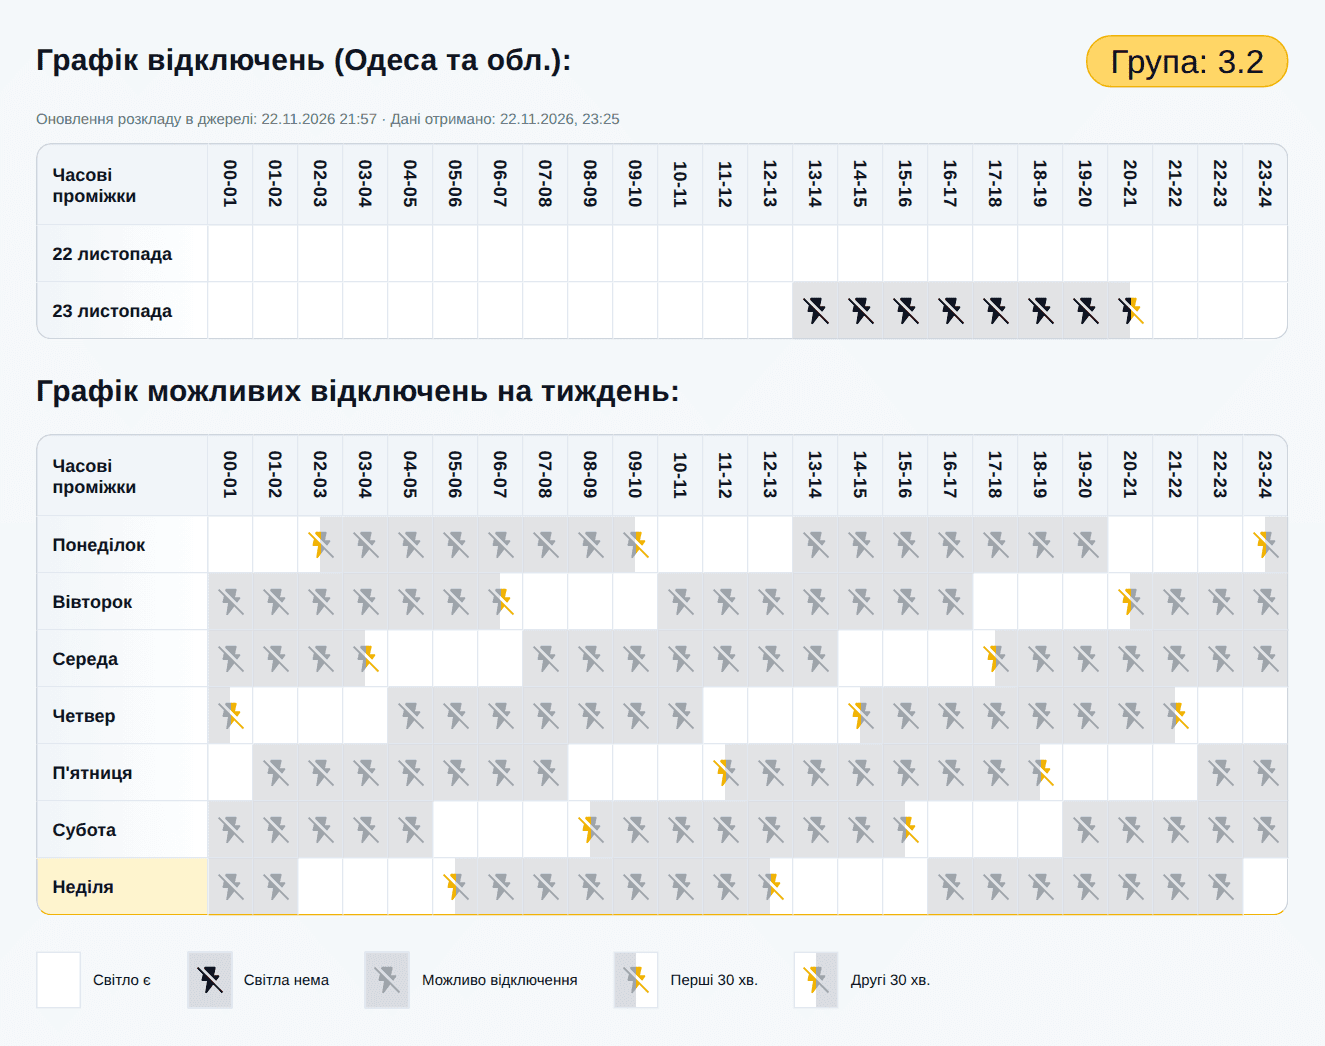 Графік відключень (Одеса та обл.):
Група: 3.2
Оновлення розкладу в джерелі: 22.11.2026 21:57 · Дані отримано: 22.11.2026, 23:25
Часові
проміжки
00-01 01-02 02-03 03-04 04-05 05-06 06-07 07-08 08-09 09-10 10-11 11-12 12-13 13-14 14-15 15-16 16-17 17-18 18-19 19-20 20-21 21-22 22-23 23-24
22 листопада
23 листопада
Графік можливих відключень на тиждень:
Часові
проміжки
00-01 01-02 02-03 03-04 04-05 05-06 06-07 07-08 08-09 09-10 10-11 11-12 12-13 13-14 14-15 15-16 16-17 17-18 18-19 19-20 20-21 21-22 22-23 23-24
Понеділок
Вівторок
Середа
Четвер
П'ятниця
Субота
Неділя
Світло є
Світла нема
Можливо відключення
Перші 30 хв.
Другі 30 хв.